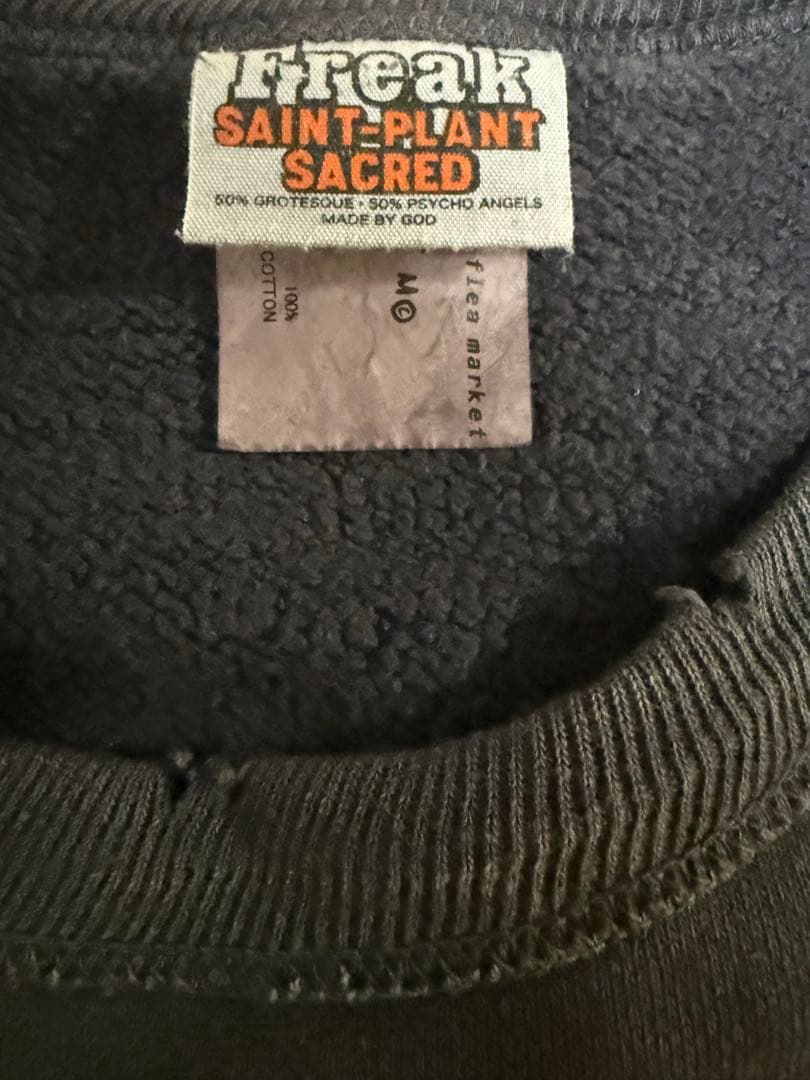 Freak
SAINT=PLANT
SACRED
50% GROTESQUE • 50% PSYCHO ANGELS
MADE BY GOD
flea market
M©
100%
COTTON